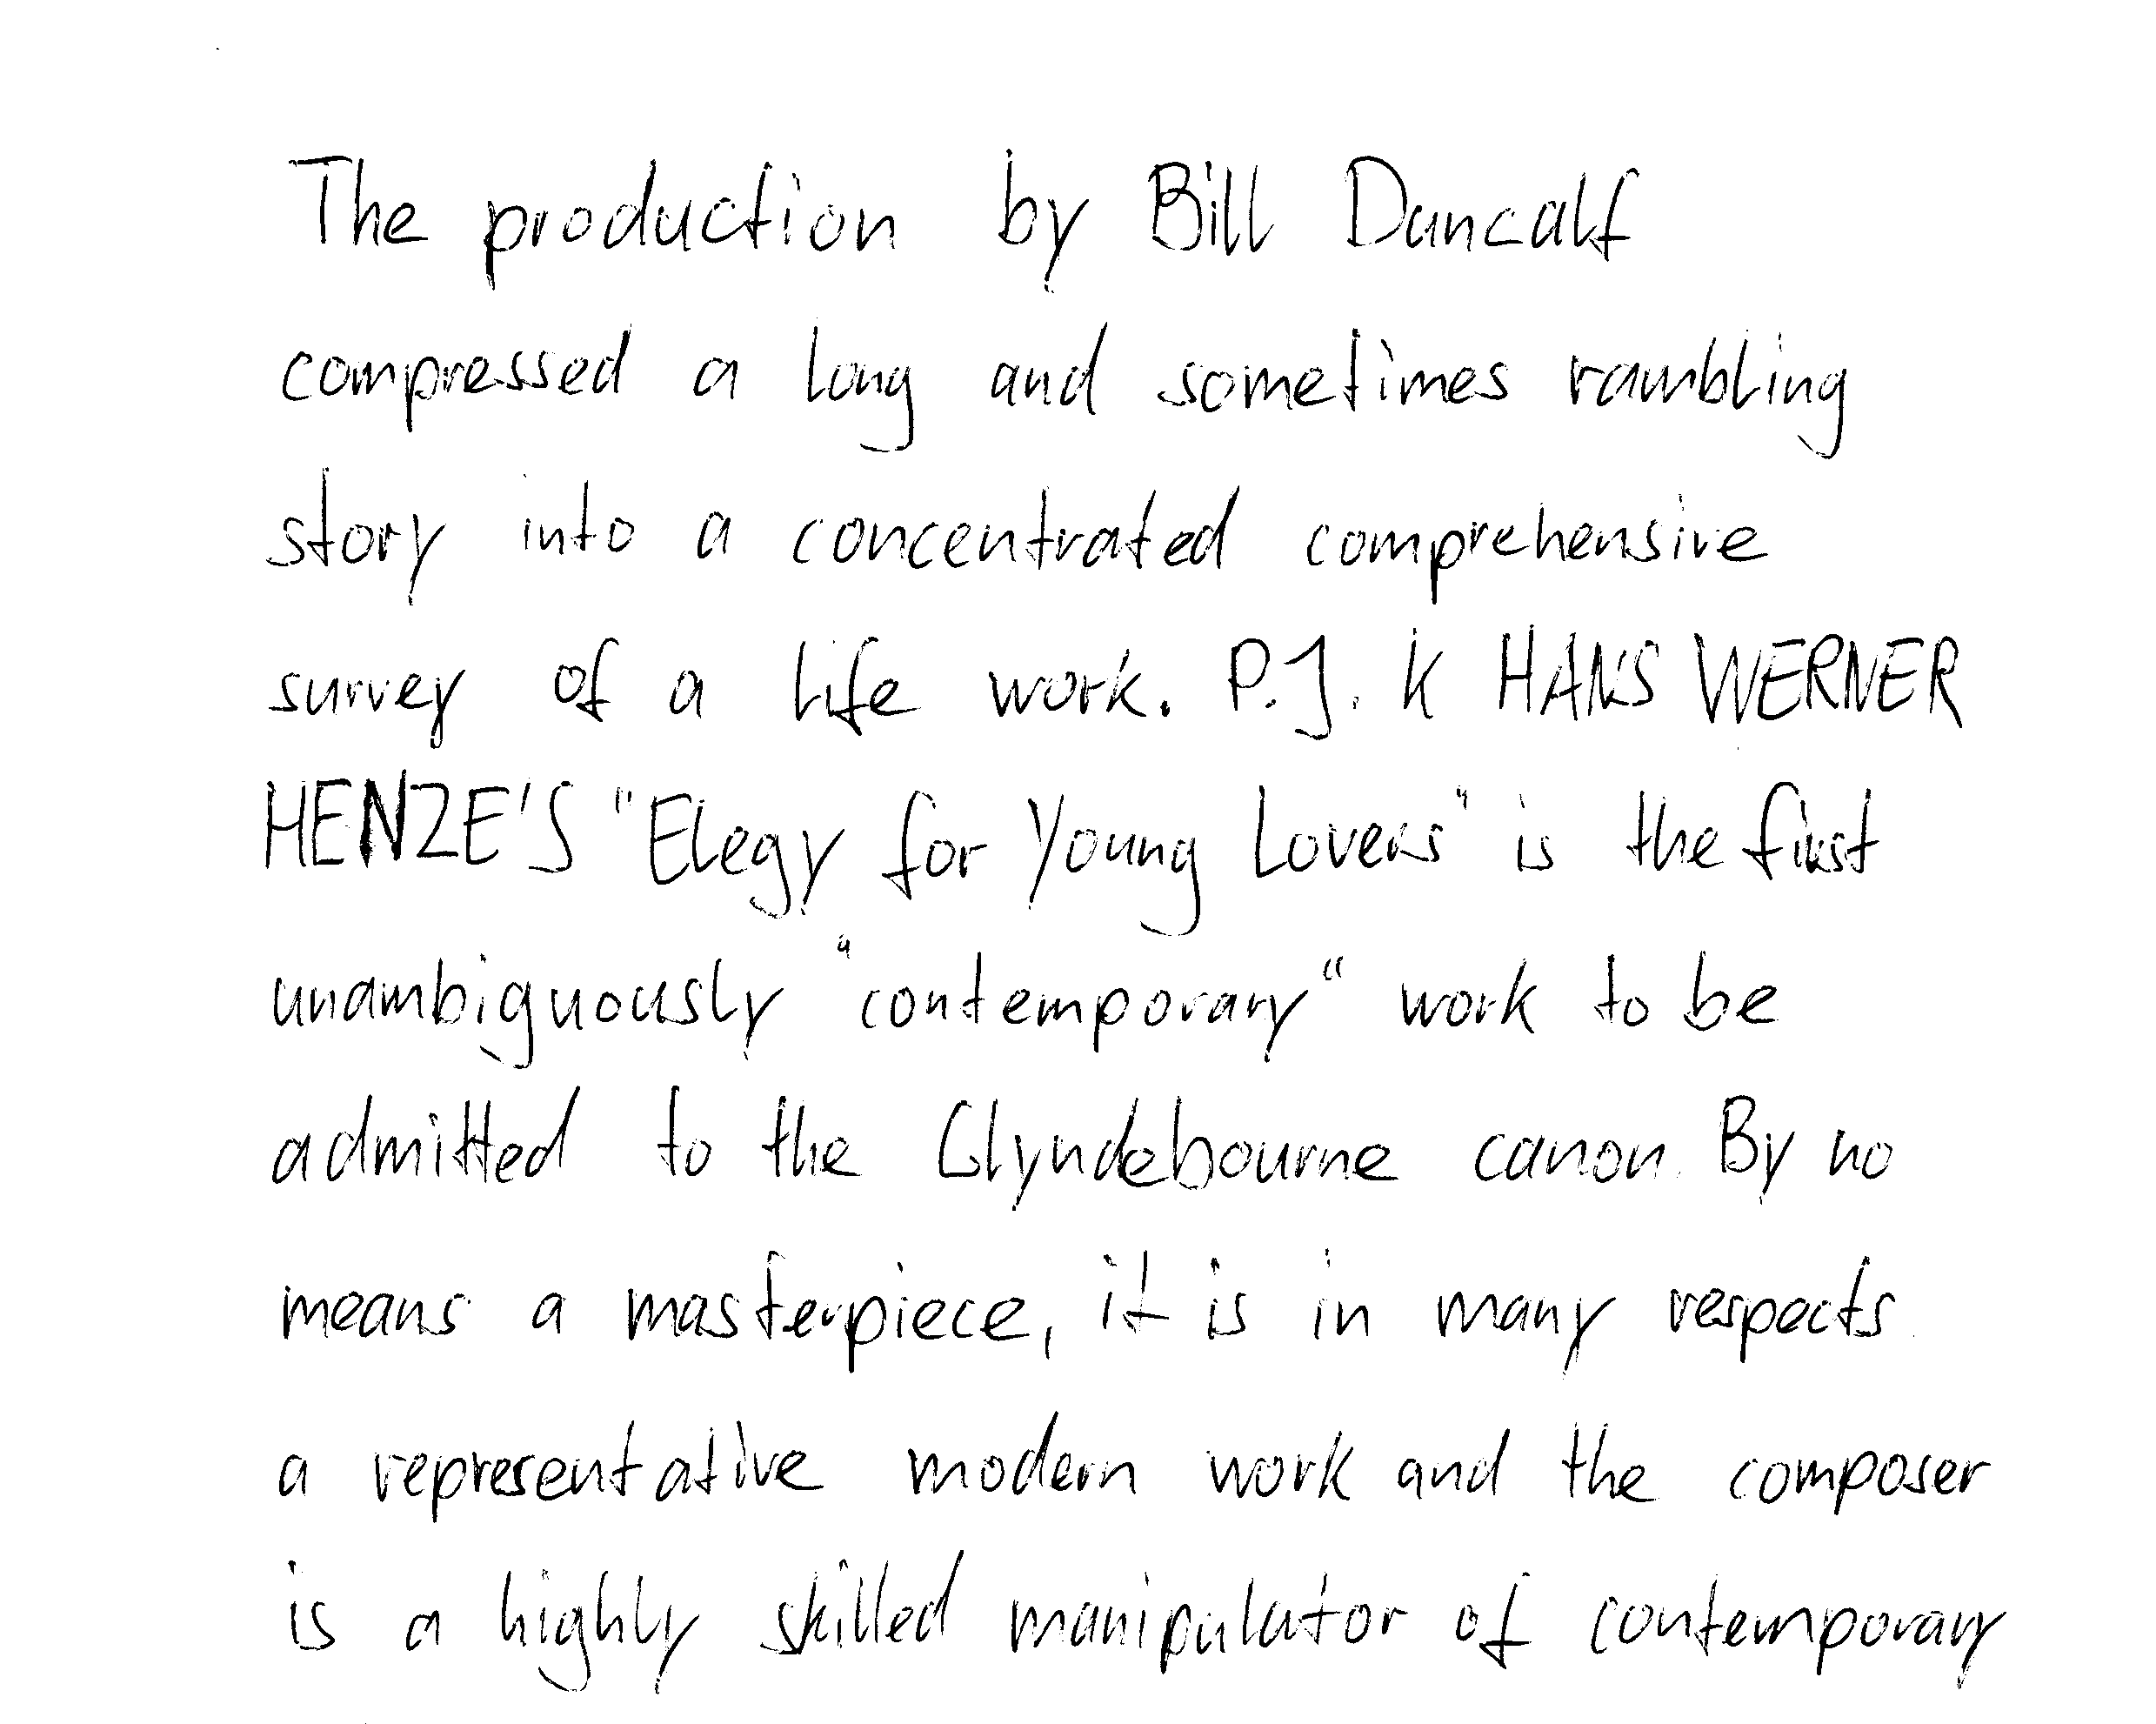 The production by Bill Duncalf
compressed a long and sometimes rambling
story into a concentrated comprehensive
survey of a life work. P.J. K HANS WERNER
HENZE'S "Elegy for Young Lovers" is the first
unambiguously "contemporary" work to be
admitted to the Glyndebourne canon. By no
means a masterpiece, it is in many respects
a representative modern work and the composer
is a highly skilled manipulator of contemporary